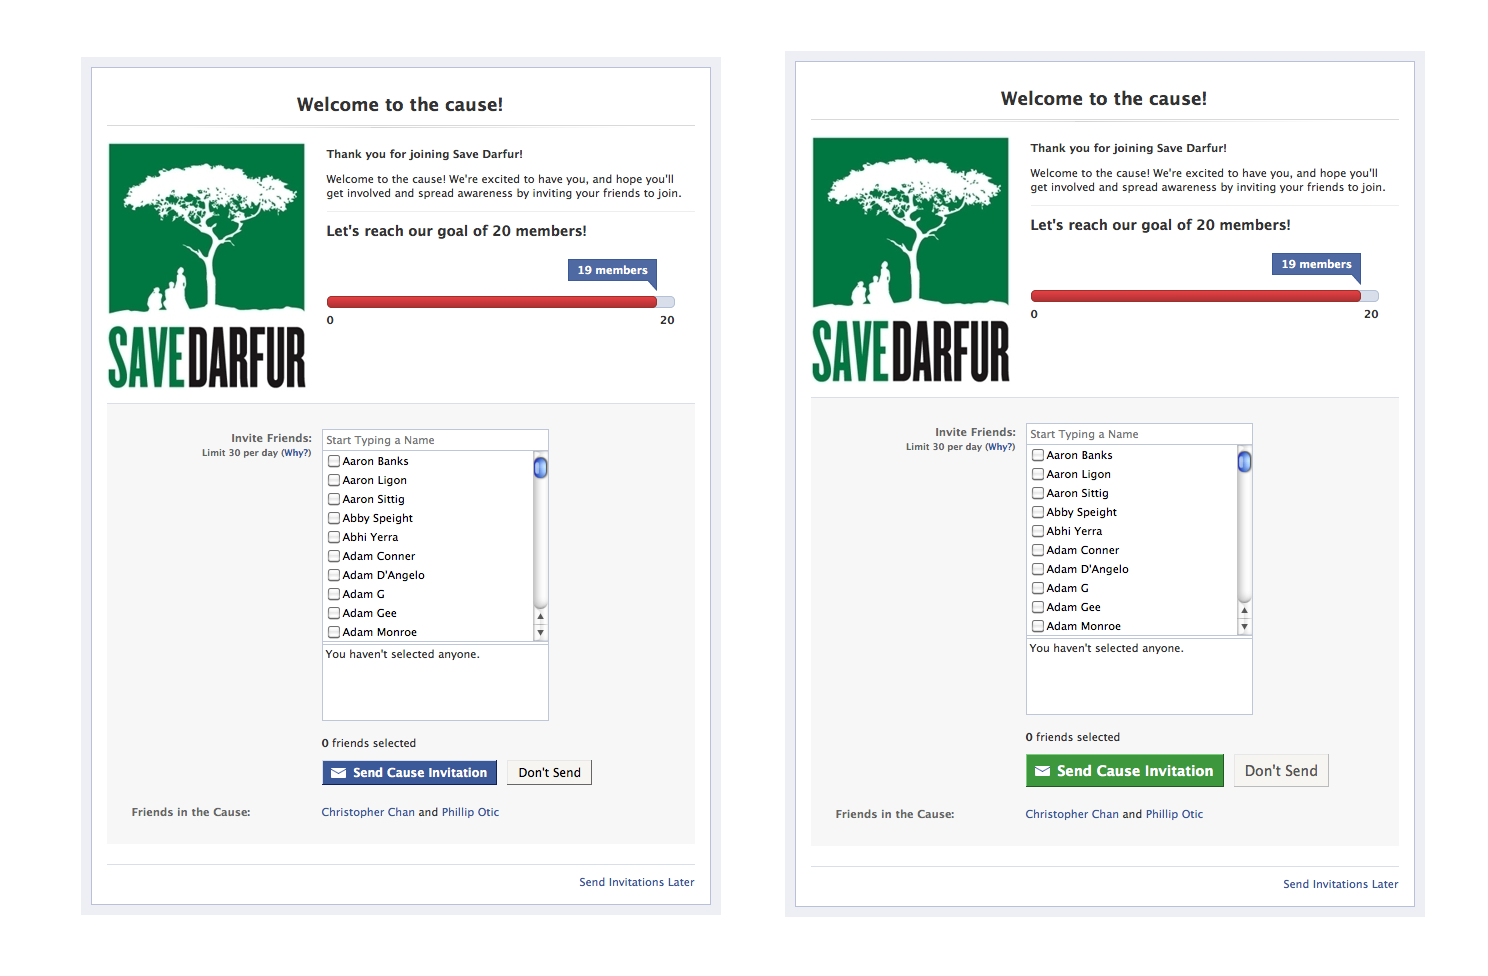 Welcome to the cause!
SAVEDARFUR
Thank you for joining Save Darfur!
Welcome to the cause! We're excited to have you, and hope you'll
get involved and spread awareness by inviting your friends to join.
Let's reach our goal of 20 members!
19 members
0 20
Invite Friends:
Limit 30 per day (Why?)
Start Typing a Name
Aaron Banks
Aaron Ligon
Aaron Sittig
Abby Speight
Abhi Yerra
Adam Conner
Adam D'Angelo
Adam G
Adam Gee
Adam Monroe
You haven't selected anyone.
0 friends selected
Send Cause Invitation Don't Send
Friends in the Cause: Christopher Chan and Phillip Otic
Send Invitations Later
Welcome to the cause!
SAVEDARFUR
Thank you for joining Save Darfur!
Welcome to the cause! We're excited to have you, and hope you'll
get involved and spread awareness by inviting your friends to join.
Let's reach our goal of 20 members!
19 members
0 20
Invite Friends:
Limit 30 per day (Why?)
Start Typing a Name
Aaron Banks
Aaron Ligon
Aaron Sittig
Abby Speight
Abhi Yerra
Adam Conner
Adam D'Angelo
Adam G
Adam Gee
Adam Monroe
You haven't selected anyone.
0 friends selected
Send Cause Invitation Don't Send
Friends in the Cause: Christopher Chan and Phillip Otic
Send Invitations Later